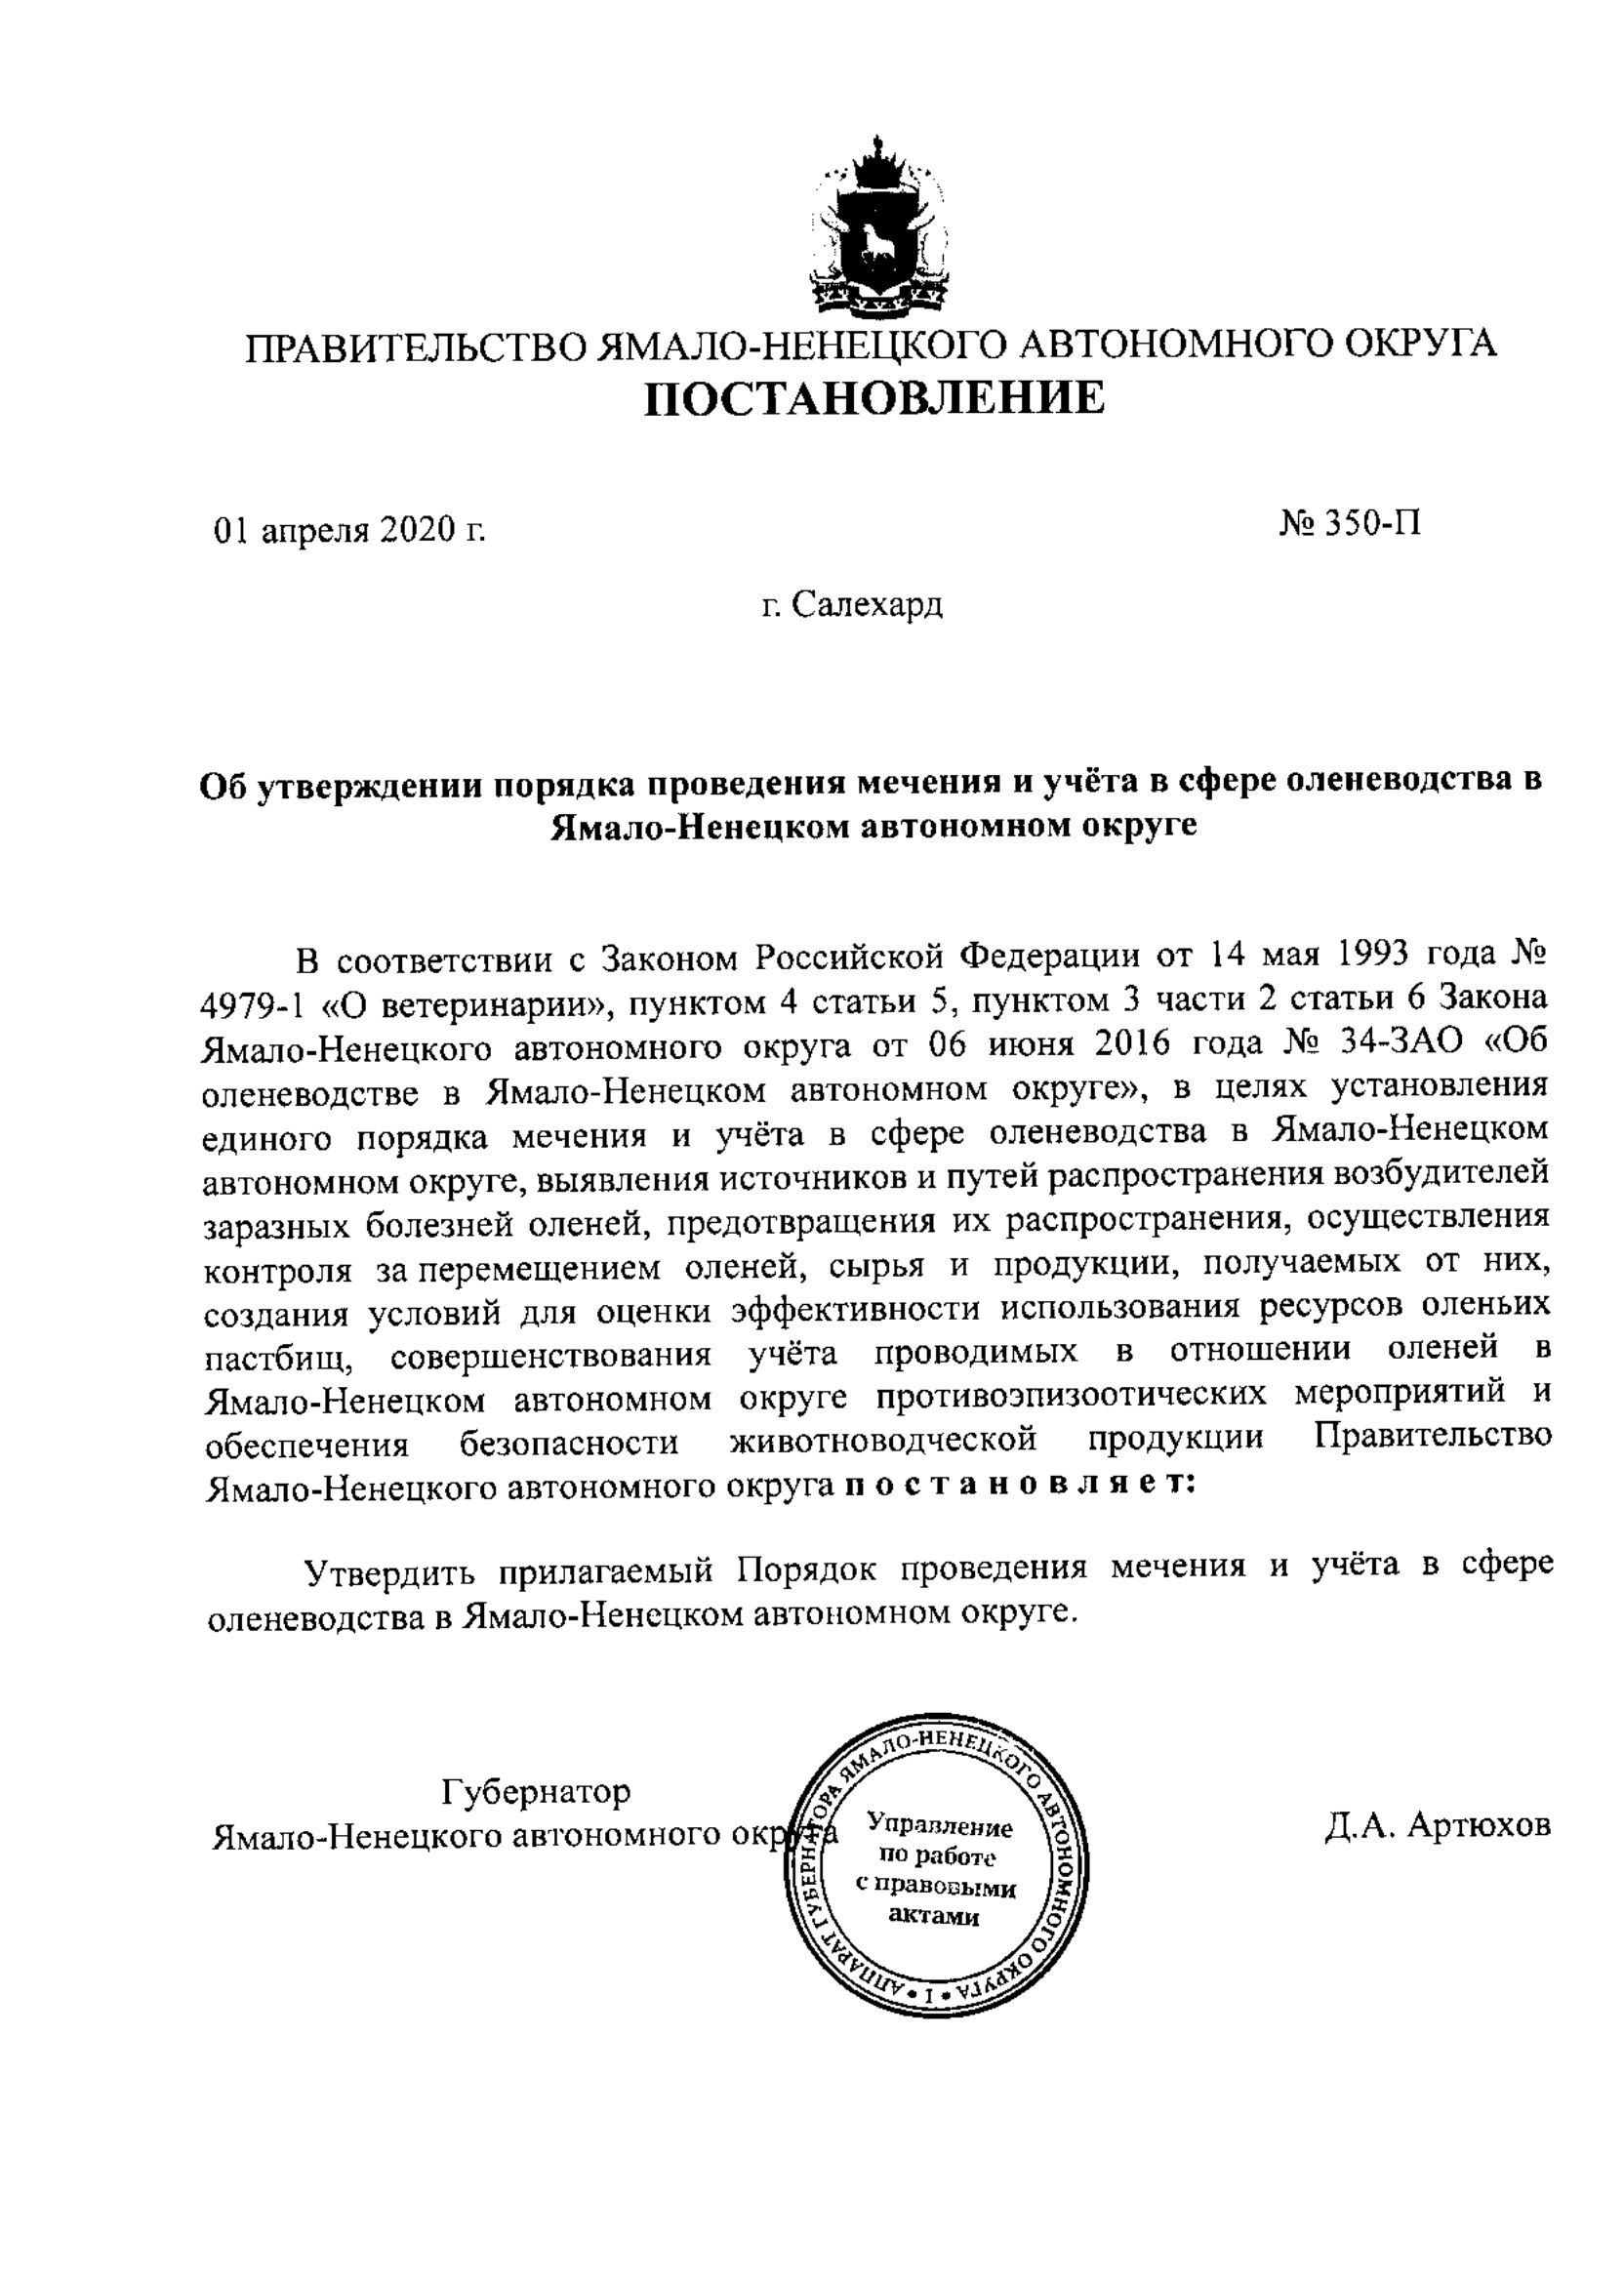 ПРАВИТЕЛЬСТВО ЯМАЛО-НЕНЕЦКОГО АВТОНОМНОГО ОКРУГА
ПОСТАНОВЛЕНИЕ
01 апреля 2020 г. № 350-П
г. Салехард
Об утверждении порядка проведения мечения и учёта в сфере оленеводства в
Ямало-Ненецком автономном округе
В соответствии с Законом Российской Федерации от 14 мая 1993 года №
4979-1 «О ветеринарии», пунктом 4 статьи 5, пунктом 3 части 2 статьи 6 Закона
Ямало-Ненецкого автономного округа от 06 июня 2016 года № 34-ЗАО «Об
оленеводстве в Ямало-Ненецком автономном округе», в целях установления
единого порядка мечения и учёта в сфере оленеводства в Ямало-Ненецком
автономном округе, выявления источников и путей распространения возбудителей
заразных болезней оленей, предотвращения их распространения, осуществления
контроля за перемещением оленей, сырья и продукции, получаемых от них,
создания условий для оценки эффективности использования ресурсов оленьих
пастбищ, совершенствования учёта проводимых в отношении оленей в
Ямало-Ненецком автономном округе противоэпизоотических мероприятий и
обеспечения безопасности животноводческой продукции Правительство
Ямало-Ненецкого автономного округа п о с т а н о в л я е т:
Утвердить прилагаемый Порядок проведения мечения и учёта в сфере
оленеводства в Ямало-Ненецком автономном округе.
Губернатор
Ямало-Ненецкого автономного округа Д.А. Артюхов
АППАРАТ ГУБЕРНАТОРА ЯМАЛО-НЕНЕЦКОГО АВТОНОМНОГО ОКРУГА • 1 •
Управление
по работе
с правовыми
актами